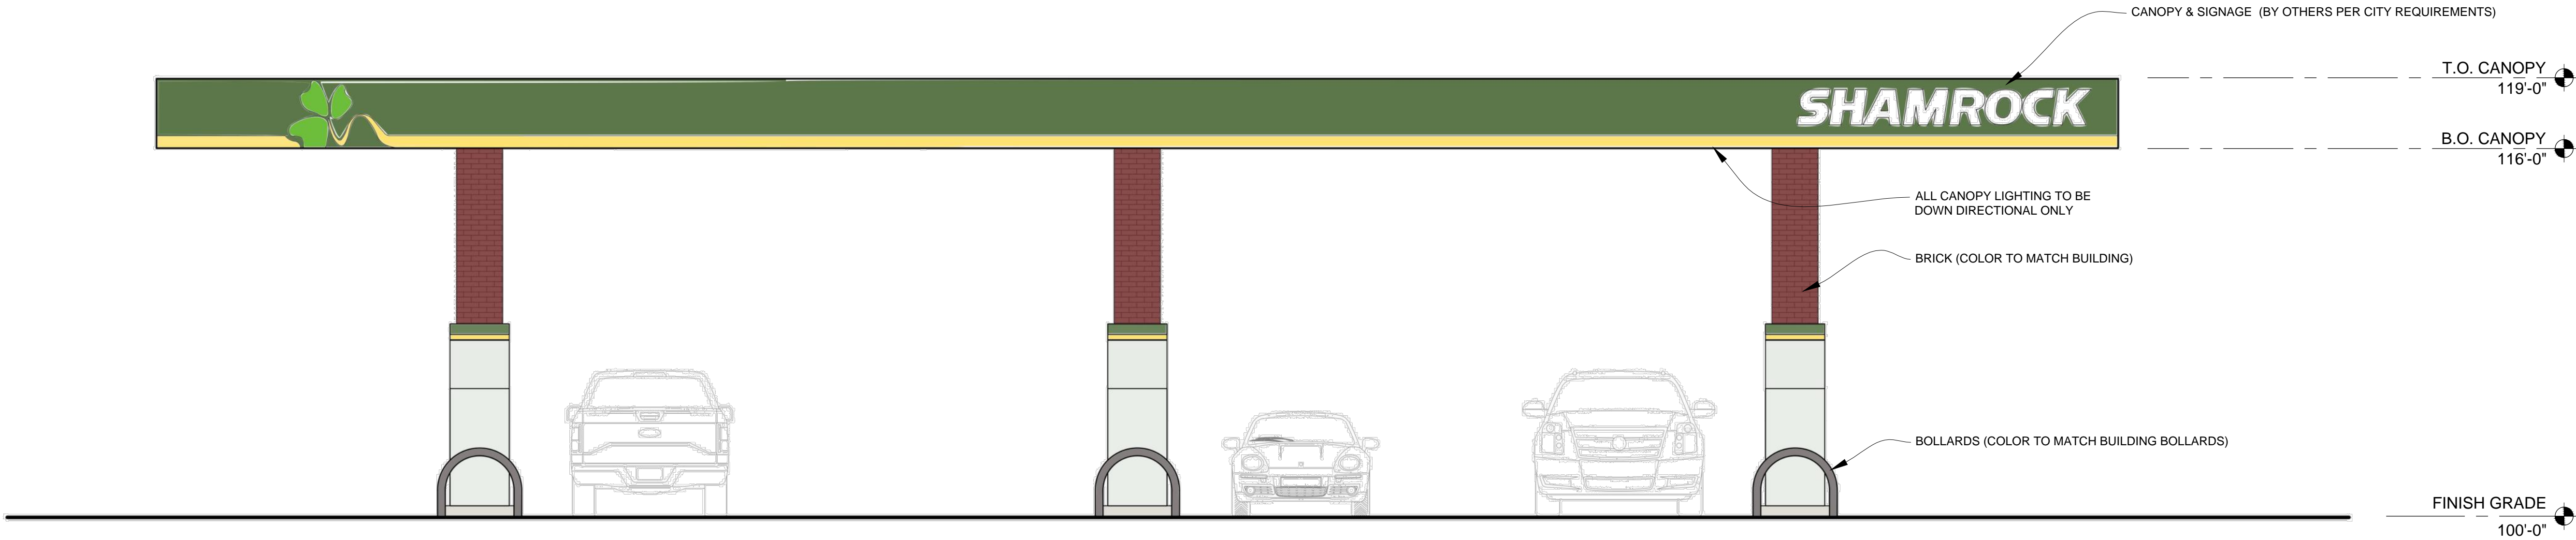 CANOPY & SIGNAGE (BY OTHERS PER CITY REQUIREMENTS)
T.O. CANOPY
119'-0"
SHAMROCK
B.O. CANOPY
116'-0"
ALL CANOPY LIGHTING TO BE
DOWN DIRECTIONAL ONLY
BRICK (COLOR TO MATCH BUILDING)
BOLLARDS (COLOR TO MATCH BUILDING BOLLARDS)
FINISH GRADE
100'-0"